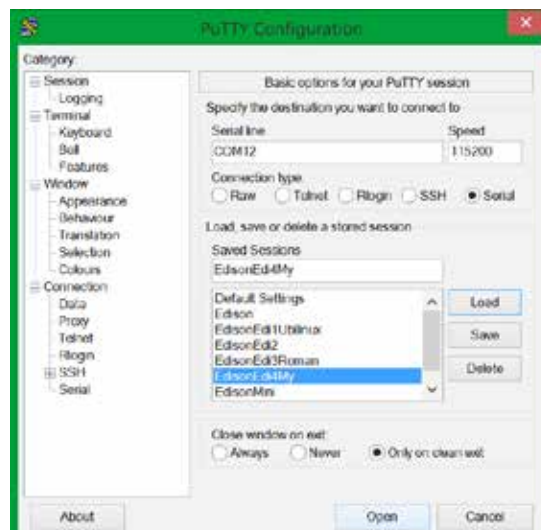 PuTTY Configuration
Category:
Session
Logging
Terminal
Keyboard
Bell
Features
Window
Appearance
Behaviour
Translation
Selection
Colours
Connection
Data
Proxy
Telnet
Rlogin
SSH
Serial
Basic options for your PuTTY session
Specify the destination you want to connect to
Serial line Speed
COM12 115200
Connection type:
Raw Telnet Rlogin SSH Serial
Load, save or delete a stored session
Saved Sessions
EdisonEdi4My
Default Settings
Edison
EdisonEdi1Ubilinux
EdisonEdi2
EdisonEdi3Roman
EdisonEdi4My
EdisonMini
Load
Save
Delete
Close window on exit:
Always Never Only on clean exit
About Open Cancel